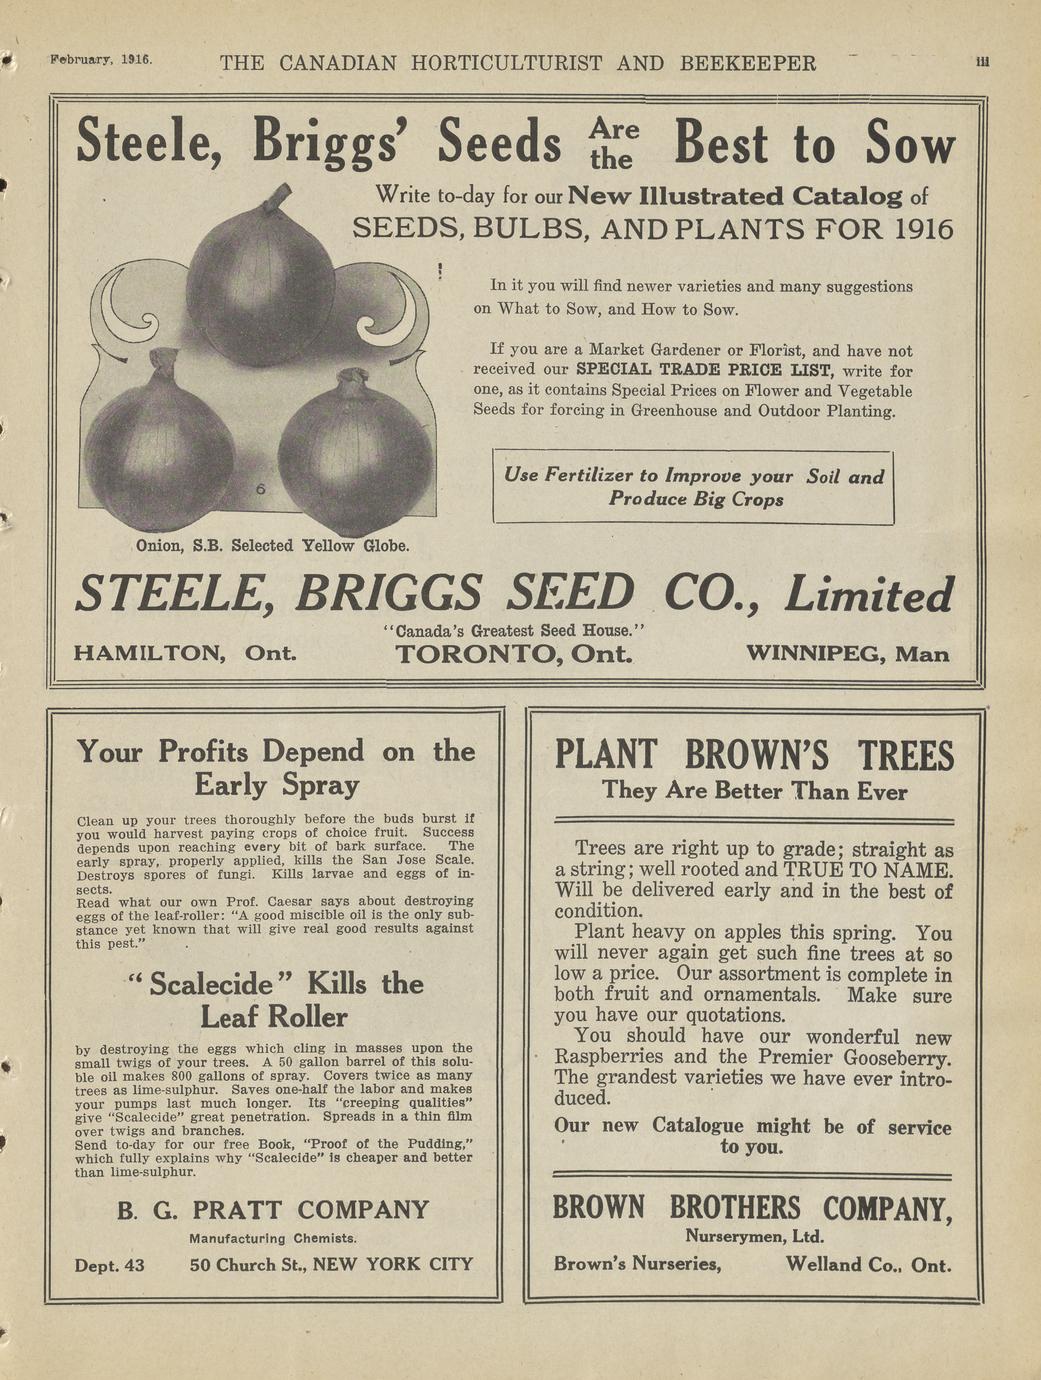 February, 1916.
THE CANADIAN HORTICULTURIST AND BEEKEEPER
iii
Steele, Briggs' Seeds Are the Best to Sow
Write to-day for our New Illustrated Catalog of
SEEDS, BULBS, AND PLANTS FOR 1916
In it you will find newer varieties and many suggestions
on What to Sow, and How to Sow.
If you are a Market Gardener or Florist, and have not
received our SPECIAL TRADE PRICE LIST, write for
one, as it contains Special Prices on Flower and Vegetable
Seeds for forcing in Greenhouse and Outdoor Planting.
Use Fertilizer to Improve your Soil and
Produce Big Crops
6
Onion, S.B. Selected Yellow Globe.
STEELE, BRIGGS SEED CO., Limited
"Canada's Greatest Seed House."
HAMILTON, Ont.
TORONTO, Ont.
WINNIPEG, Man
Your Profits Depend on the
Early Spray
Clean up your trees thoroughly before the buds burst if
you would harvest paying crops of choice fruit. Success
depends upon reaching every bit of bark surface. The
early spray, properly applied, kills the San Jose Scale.
Destroys spores of fungi. Kills larvae and eggs of in-
sects.
Read what our own Prof. Caesar says about destroying
eggs of the leaf-roller: "A good miscible oil is the only sub-
stance yet known that will give real good results against
this pest."
"Scalecide" Kills the
Leaf Roller
by destroying the eggs which cling in masses upon the
small twigs of your trees. A 50 gallon barrel of this solu-
ble oil makes 800 gallons of spray. Covers twice as many
trees as lime-sulphur. Saves one-half the labor and makes
your pumps last much longer. Its "creeping qualities"
give "Scalecide" great penetration. Spreads in a thin film
over twigs and branches.
Send to-day for our free Book, "Proof of the Pudding,"
which fully explains why "Scalecide" is cheaper and better
than lime-sulphur.
B. G. PRATT COMPANY
Manufacturing Chemists.
Dept. 43 50 Church St., NEW YORK CITY
PLANT BROWN'S TREES
They Are Better Than Ever
Trees are right up to grade; straight as
a string; well rooted and TRUE TO NAME.
Will be delivered early and in the best of
condition.
Plant heavy on apples this spring. You
will never again get such fine trees at so
low a price. Our assortment is complete in
both fruit and ornamentals. Make sure
you have our quotations.
You should have our wonderful new
Raspberries and the Premier Gooseberry.
The grandest varieties we have ever intro-
duced.
Our new Catalogue might be of service
to you.
BROWN BROTHERS COMPANY,
Nurserymen, Ltd.
Brown's Nurseries, Welland Co., Ont.